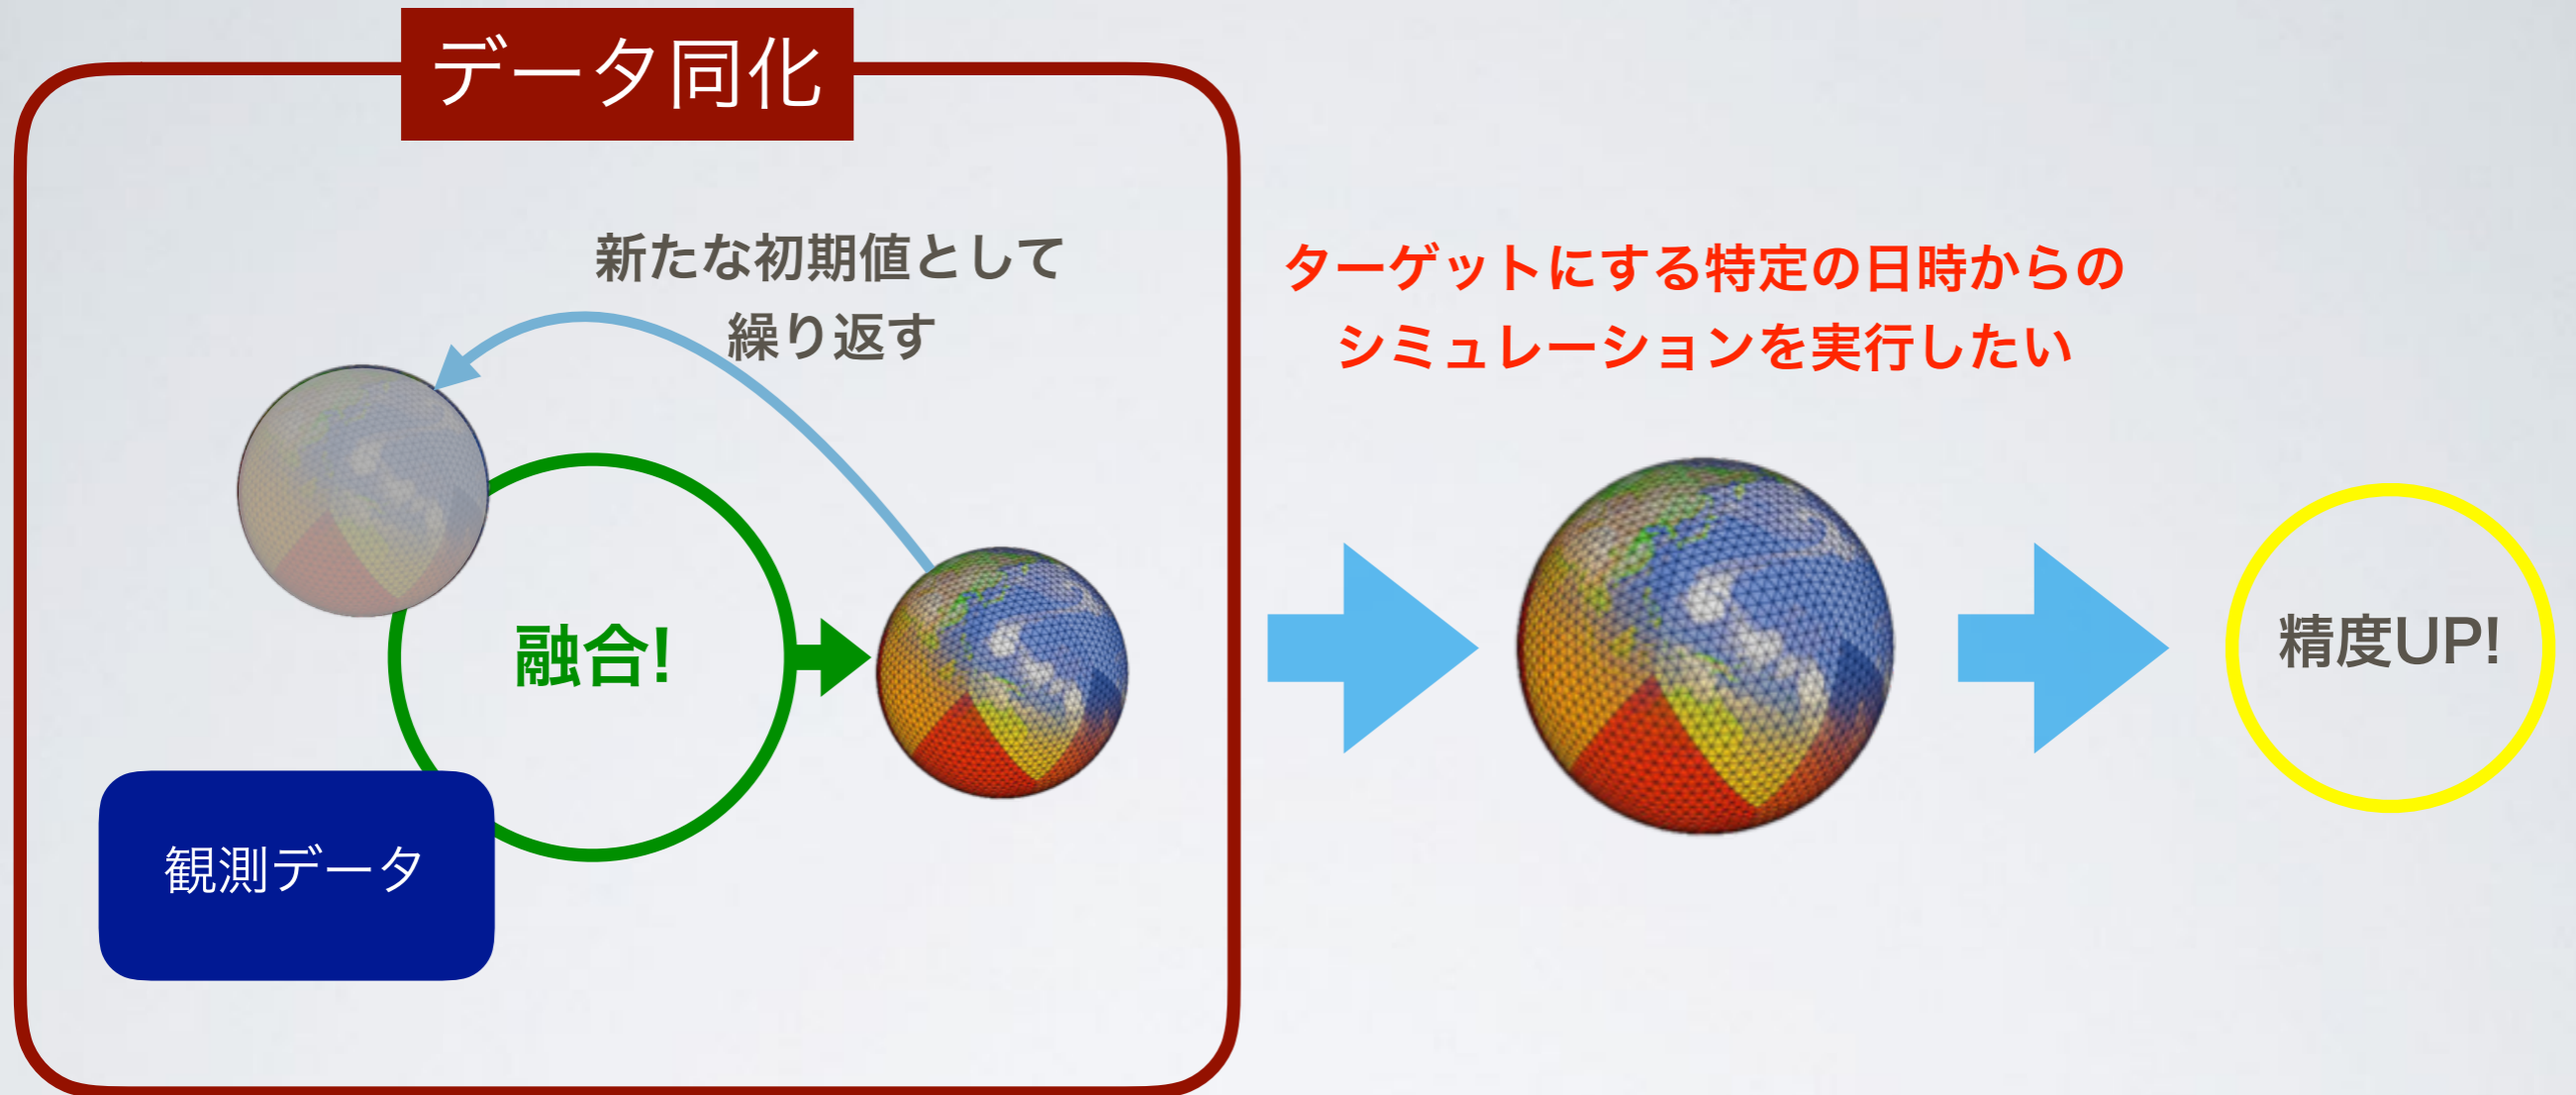 データ同化
新たな初期値として
繰り返す
融合!
観測データ
ターゲットにする特定の日時からの
シミュレーションを実行したい
精度UP!